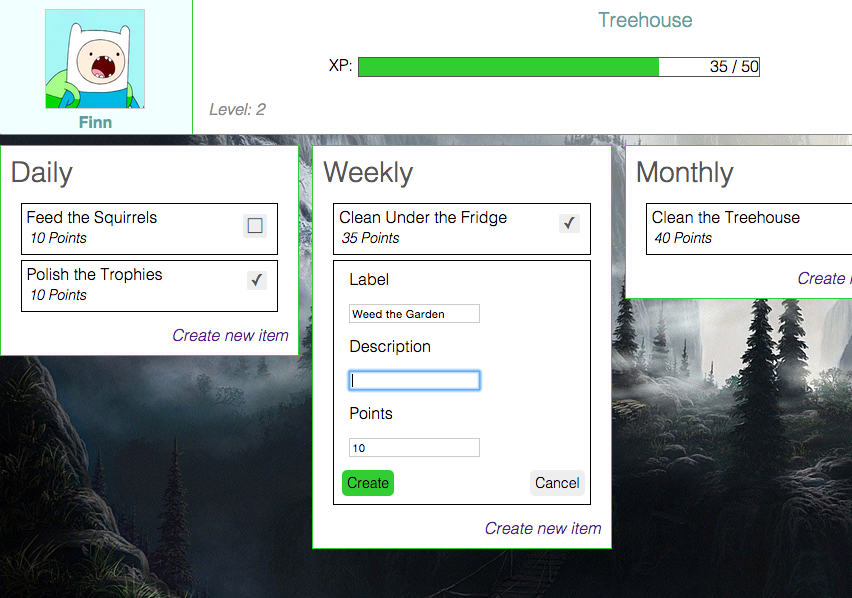 Treehouse
XP: 35 / 50
Finn
Level: 2
Daily
Feed the Squirrels
10 Points
Polish the Trophies
10 Points
Create new item
Weekly
Clean Under the Fridge
35 Points
Label
Weed the Garden
Description
Points
10
Create Cancel
Create new item
Monthly
Clean the Treehouse
40 Points
Create